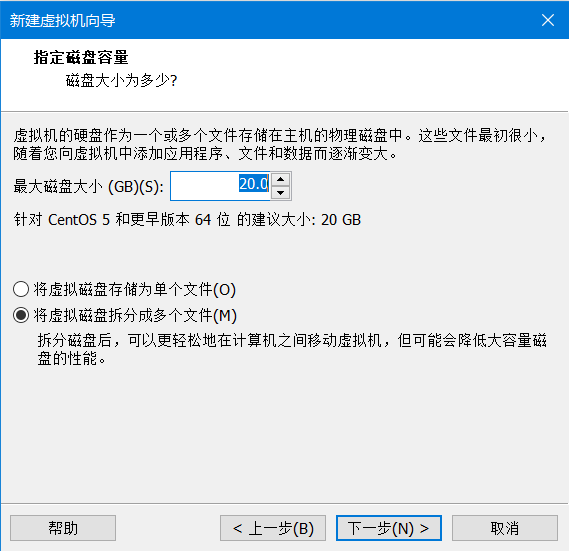 新建虚拟机向导
指定磁盘容量
磁盘大小为多少?
虚拟机的硬盘作为一个或多个文件存储在主机的物理磁盘中。这些文件最初很小，
随着您向虚拟机中添加应用程序、文件和数据而逐渐变大。
最大磁盘大小 (GB)(S): 20.0
针对 CentOS 5 和更早版本 64 位 的建议大小: 20 GB
将虚拟磁盘存储为单个文件(O)
将虚拟磁盘拆分成多个文件(M)
拆分磁盘后，可以更轻松地在计算机之间移动虚拟机，但可能会降低大容量磁
盘的性能。
帮助 < 上一步(B) 下一步(N) > 取消